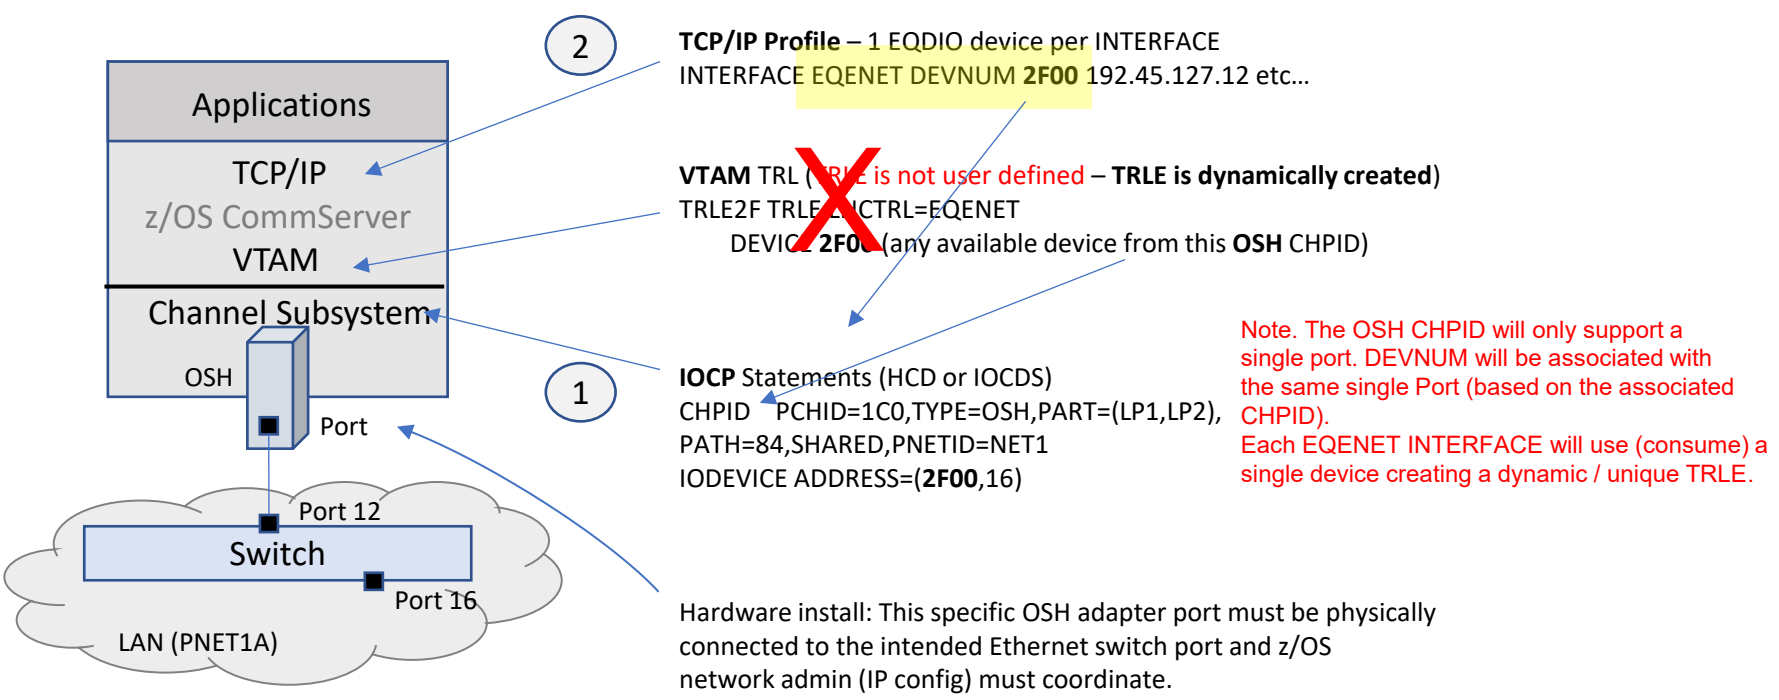 2
TCP/IP Profile – 1 EQDIO device per INTERFACE
INTERFACE EQENET DEVNUM 2F00 192.45.127.12 etc…
Applications
TCP/IP
z/OS CommServer
VTAM
Channel Subsystem
OSH
Port
VTAM TRL (TRLE is not user defined – TRLE is dynamically created)
TRLE2F TRLE LNCTRL=EQENET
DEVICE 2F00 (any available device from this OSH CHPID)
1
IOCP Statements (HCD or IOCDS)
CHPID PCHID=1C0,TYPE=OSH,PART=(LP1,LP2),
PATH=84,SHARED,PNETID=NET1
IODEVICE ADDRESS=(2F00,16)
Note. The OSH CHPID will only support a
single port. DEVNUM will be associated with
the same single Port (based on the associated
CHPID).
Each EQENET INTERFACE will use (consume) a
single device creating a dynamic / unique TRLE.
Port 12
Switch
Port 16
LAN (PNET1A)
Hardware install: This specific OSH adapter port must be physically
connected to the intended Ethernet switch port and z/OS
network admin (IP config) must coordinate.